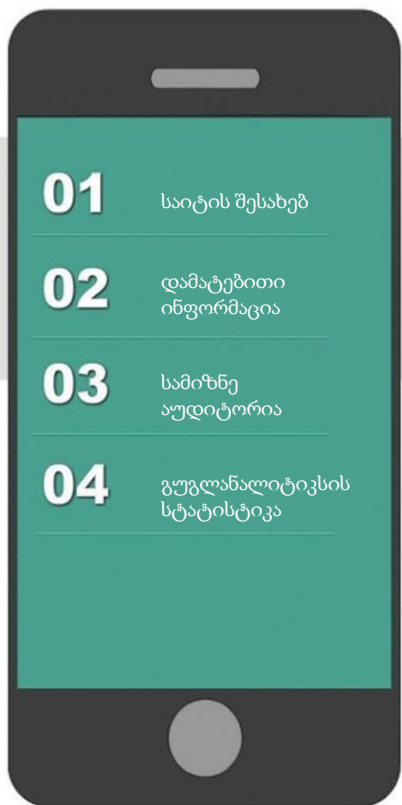 01
საიტის შესახებ
02
დამატებითი
ინფორმაცია
03
სამიზნე
აუდიტორია
04
გუგლანალიტიკსის
სტატისტიკა